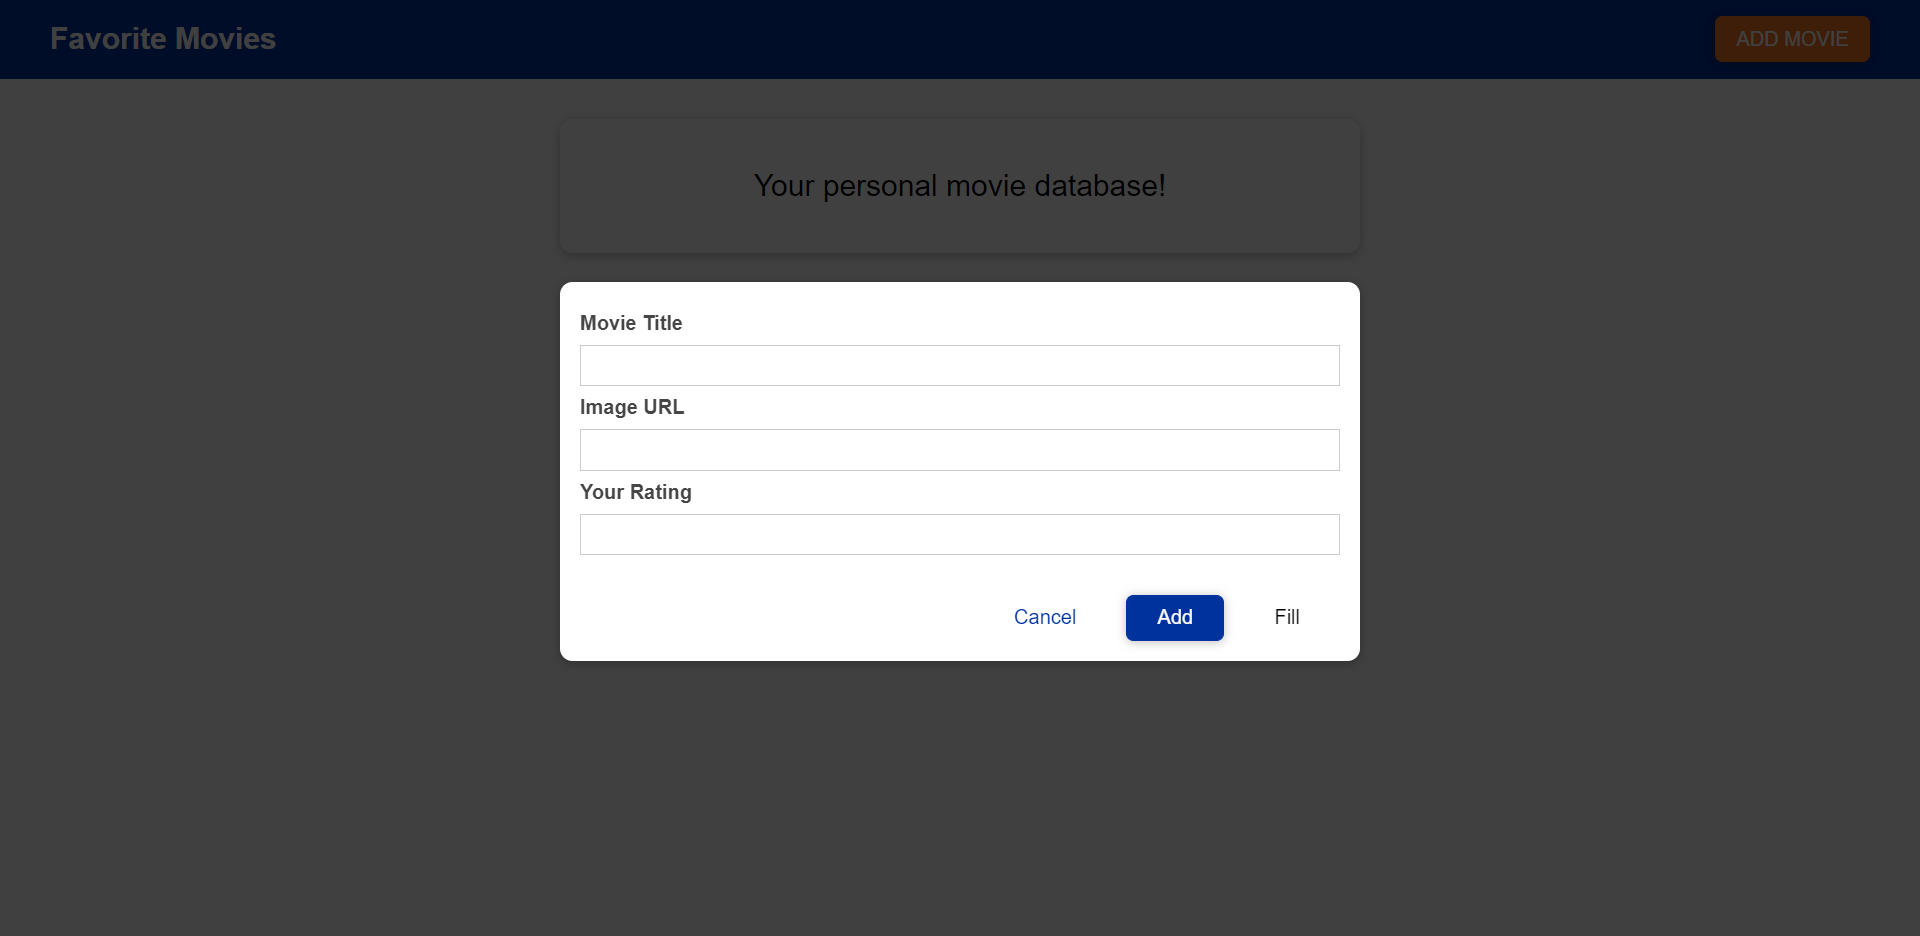 Favorite Movies
ADD MOVIE
Your personal movie database!
Movie Title
Image URL
Your Rating
Cancel
Add
Fill